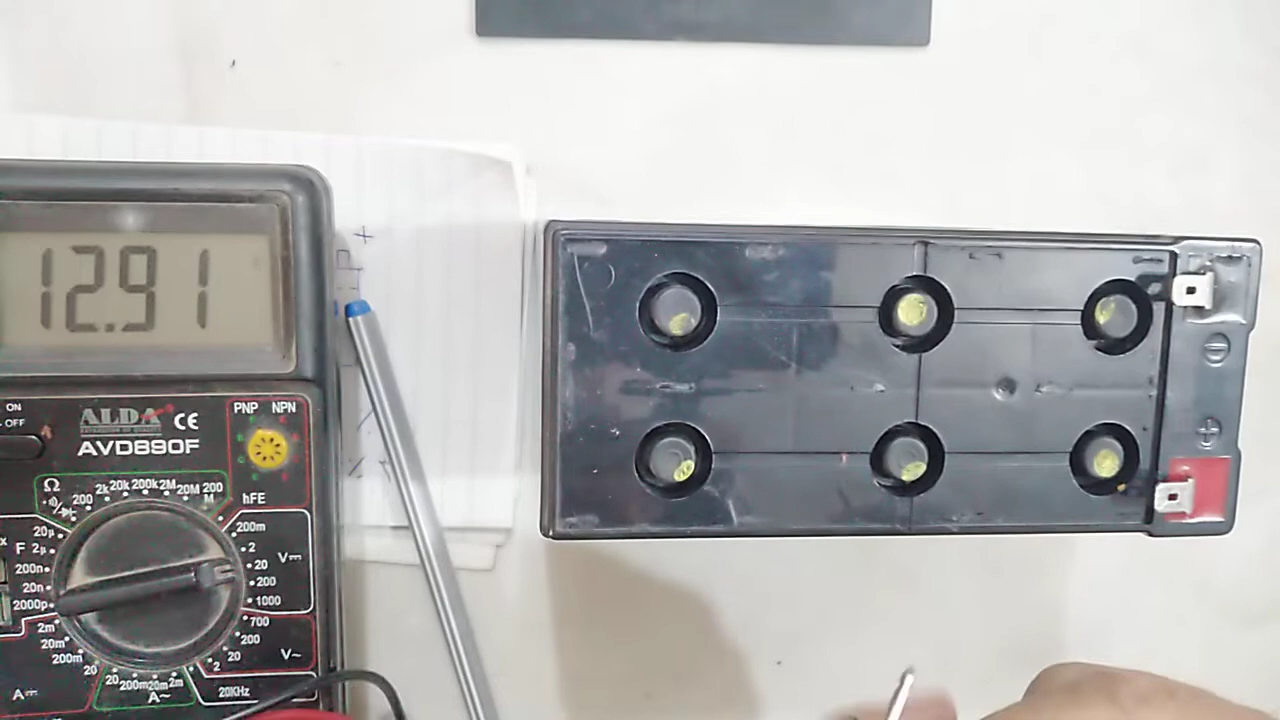 12.91
ON
OFF
ALDA CE
AVD890F
PNP NPN
hFE
Ω
200 2k 20k 200k 2M 20M 200M
20µ
F 2µ
200n
20n
2000p
200m
2
20
200
1000
V
700
200
20
2
V~
20KHz
2m
20m
200m
20
A
20 200m 20m 2m
A~
P +
⊖
⊕